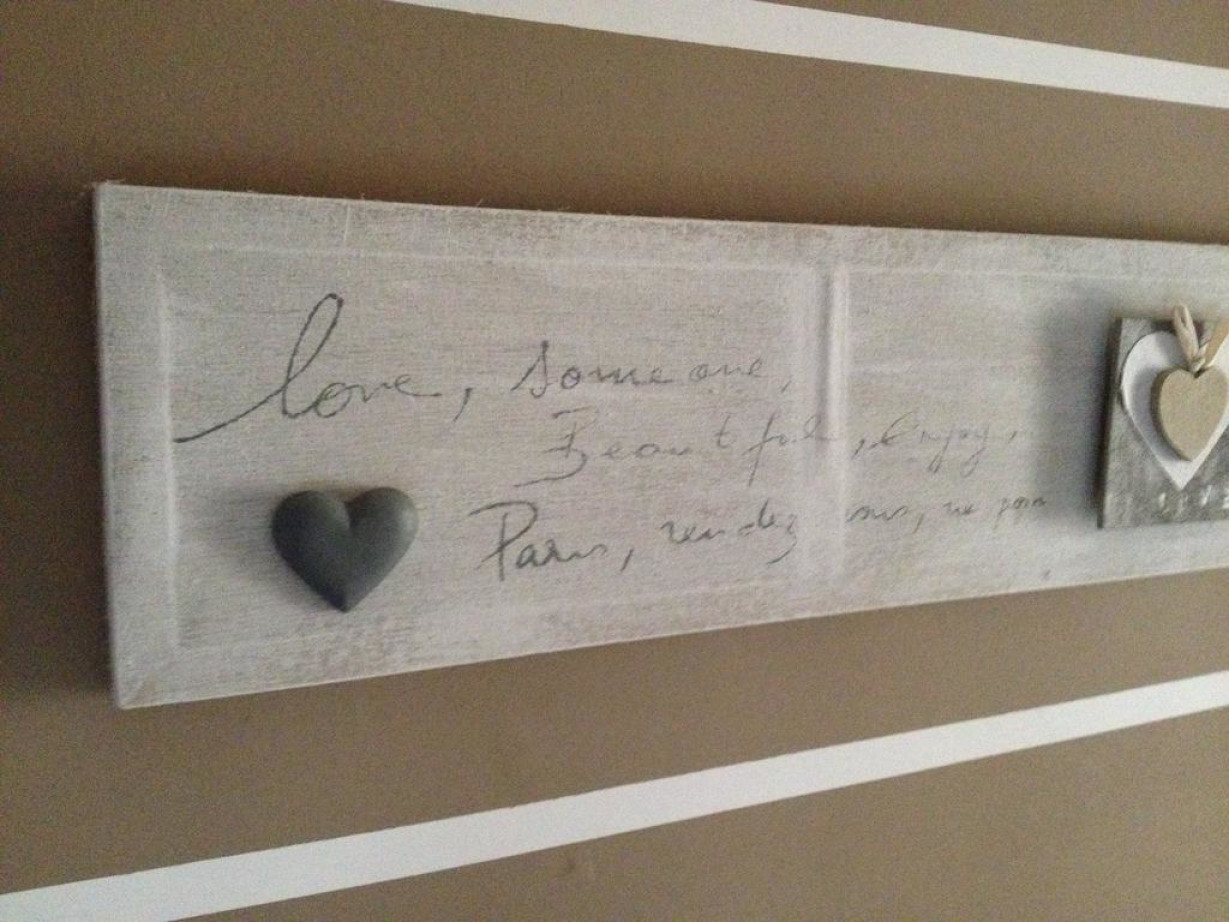 love, someone,
Beautiful, enjoy,
Paris, rendez vous,